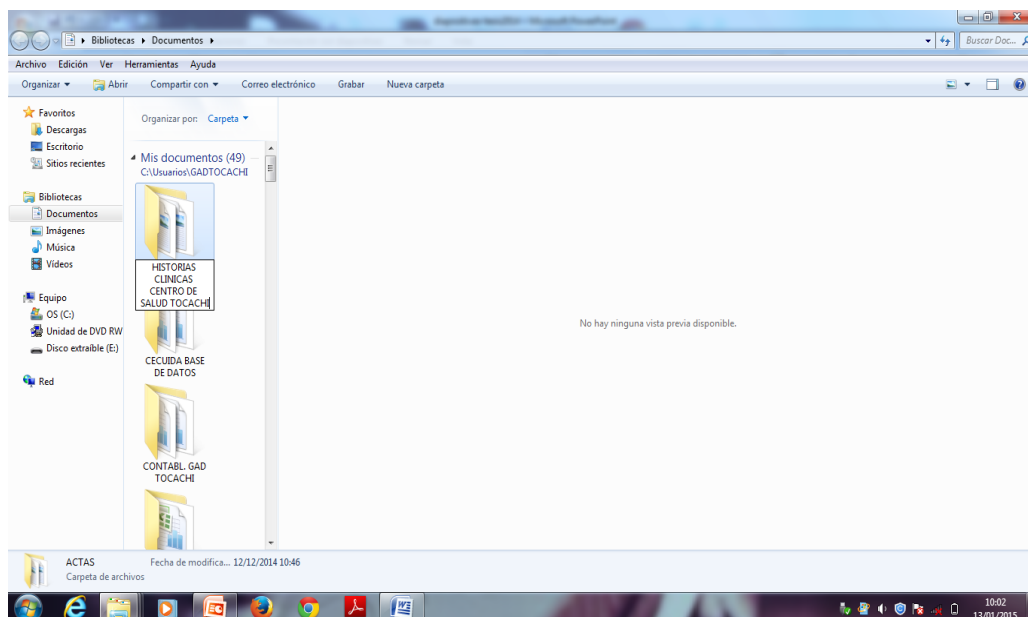 Bibliotecas Documentos
Buscar Doc...
Archivo Edición Ver Herramientas Ayuda
Organizar Abrir Compartir con Correo electrónico Grabar Nueva carpeta
Favoritos
Descargas
Escritorio
Sitios recientes
Bibliotecas
Documentos
Imágenes
Música
Vídeos
Equipo
OS (C:)
Unidad de DVD RW
Disco extraíble (E:)
Red
Organizar por: Carpeta
Mis documentos (49)
C:\Usuarios\GADTOCACHI
HISTORIAS
CLINICAS
CENTRO DE
SALUD TOCACHI
CECUIDA BASE
DE DATOS
CONTABL. GAD
TOCACHI
No hay ninguna vista previa disponible.
ACTAS Fecha de modifica... 12/12/2014 10:46
Carpeta de archivos
10:02
13/01/2015